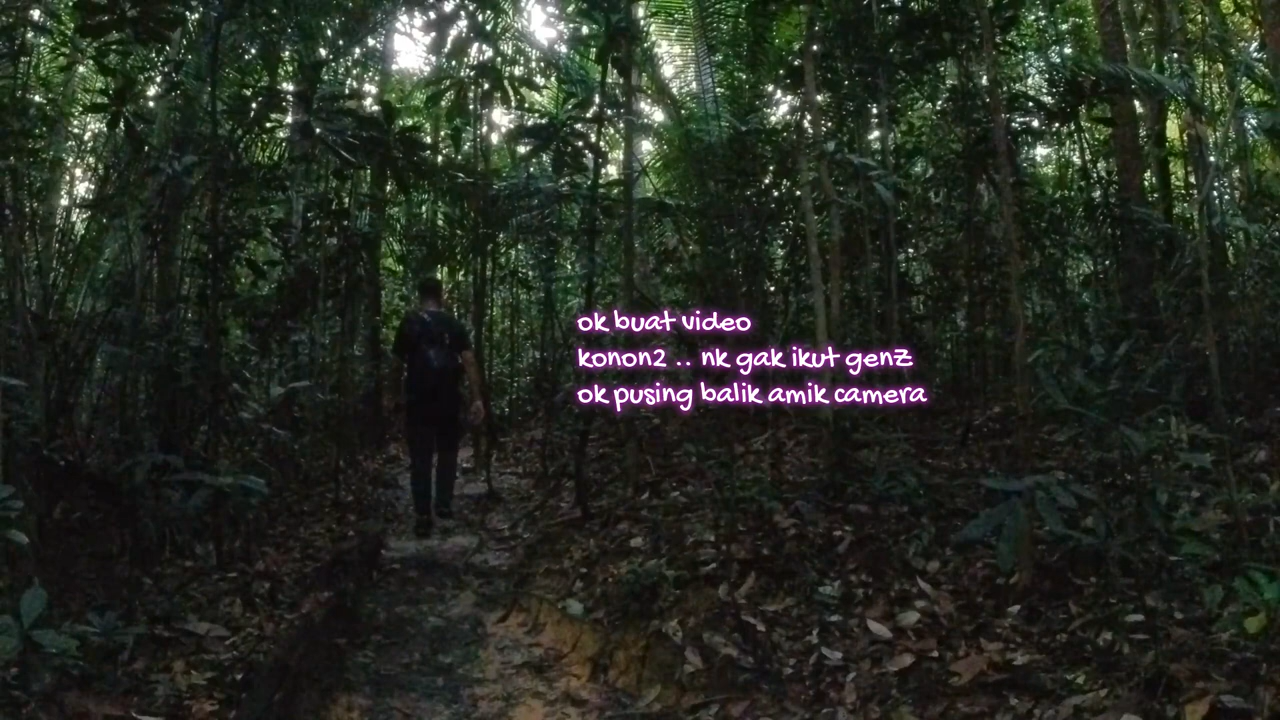 ok buat video
konon2 .. nk gak ikut genZ
ok pusing balik amik camera